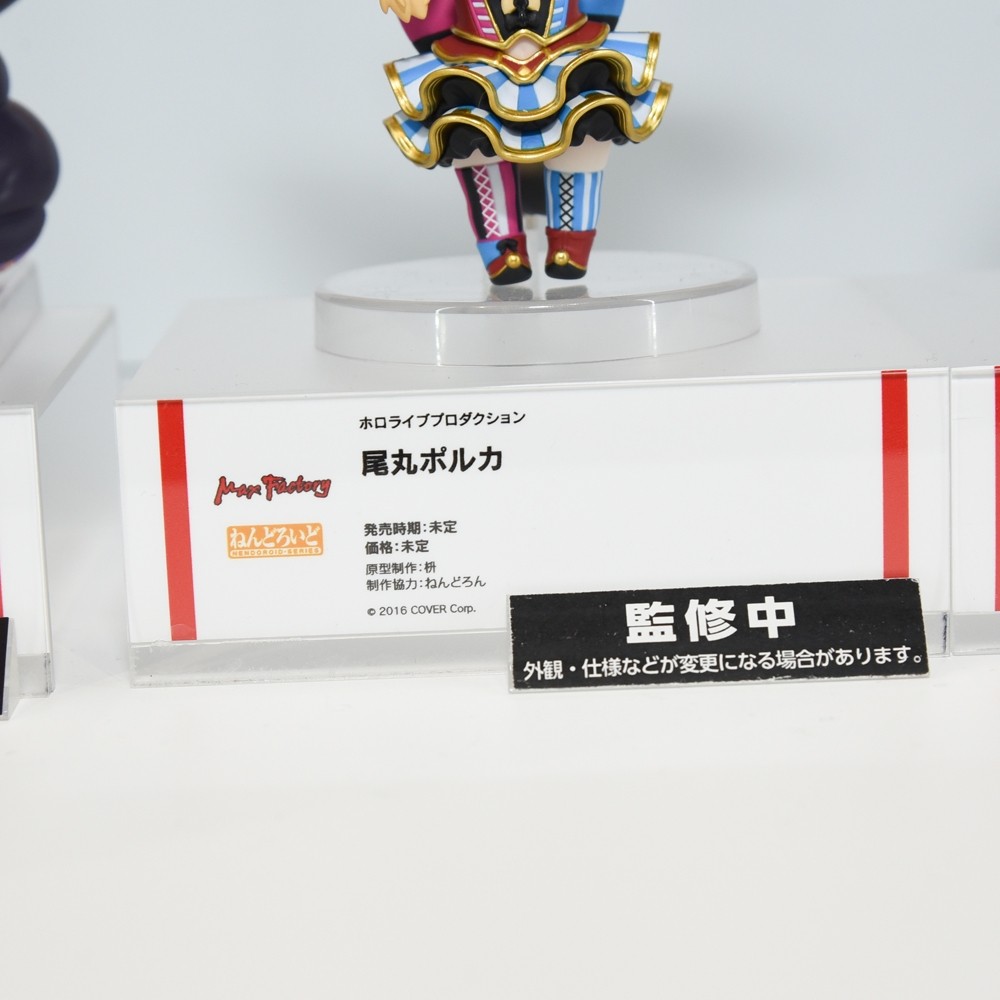 ホロライブプロダクション
尾丸ポルカ
Max Factory
ねんどろいど
NENDOROID-SERIES
発売時期:未定
価格:未定
原型制作:枡
制作協力:ねんどろん
© 2016 COVER Corp.
監修中
外観・仕様などが変更になる場合があります。